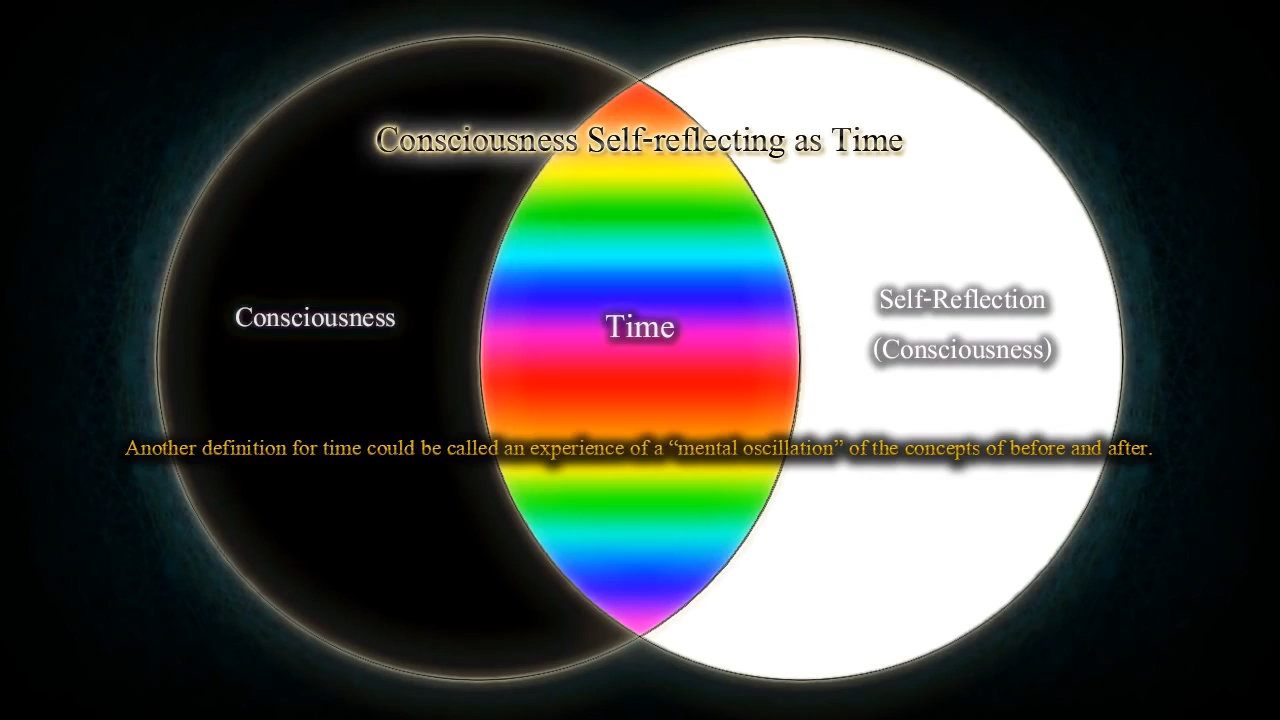 Consciousness Self-reflecting as Time
Consciousness
Time
Self-Reflection
(Consciousness)
Another definition for time could be called an experience of a “mental oscillation” of the concepts of before and after.